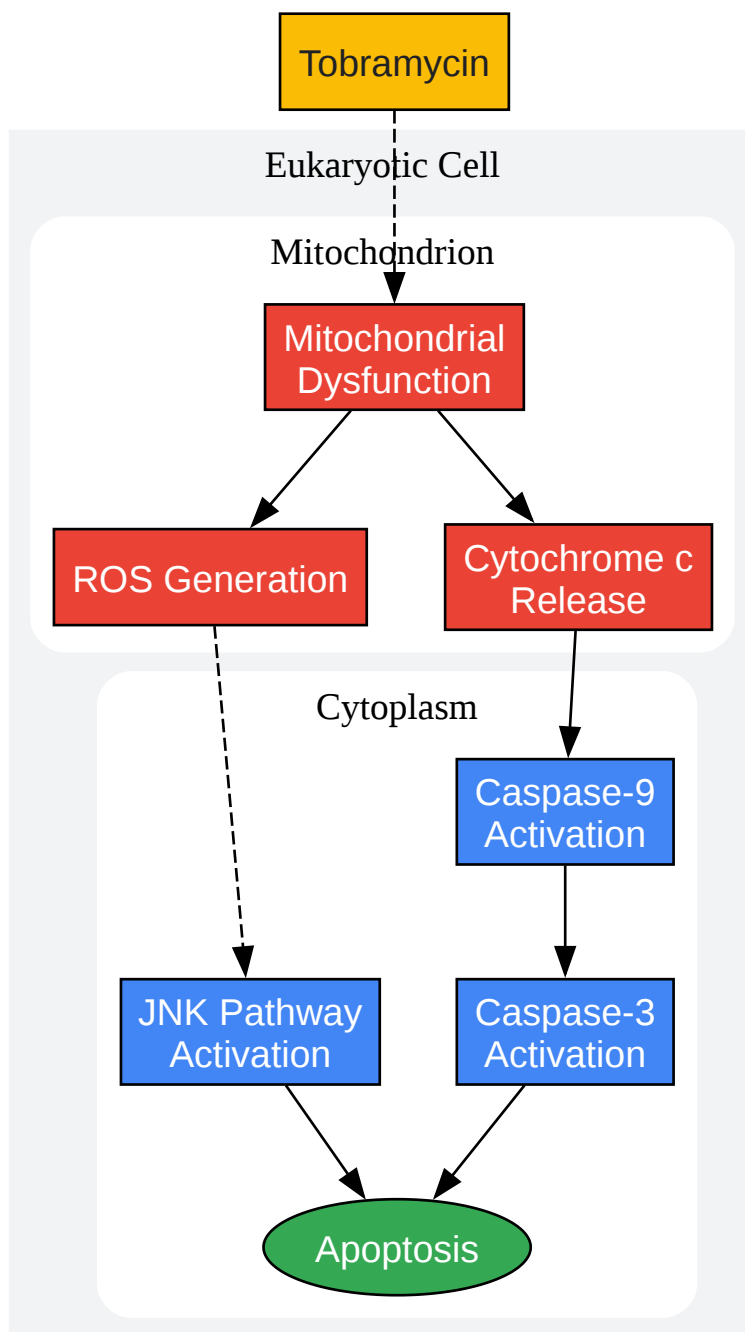 Tobramycin
Eukaryotic Cell
Mitochondrion
Mitochondrial
Dysfunction
ROS Generation
Cytochrome c
Release
Cytoplasm
Caspase-9
Activation
JNK Pathway
Activation
Caspase-3
Activation
Apoptosis